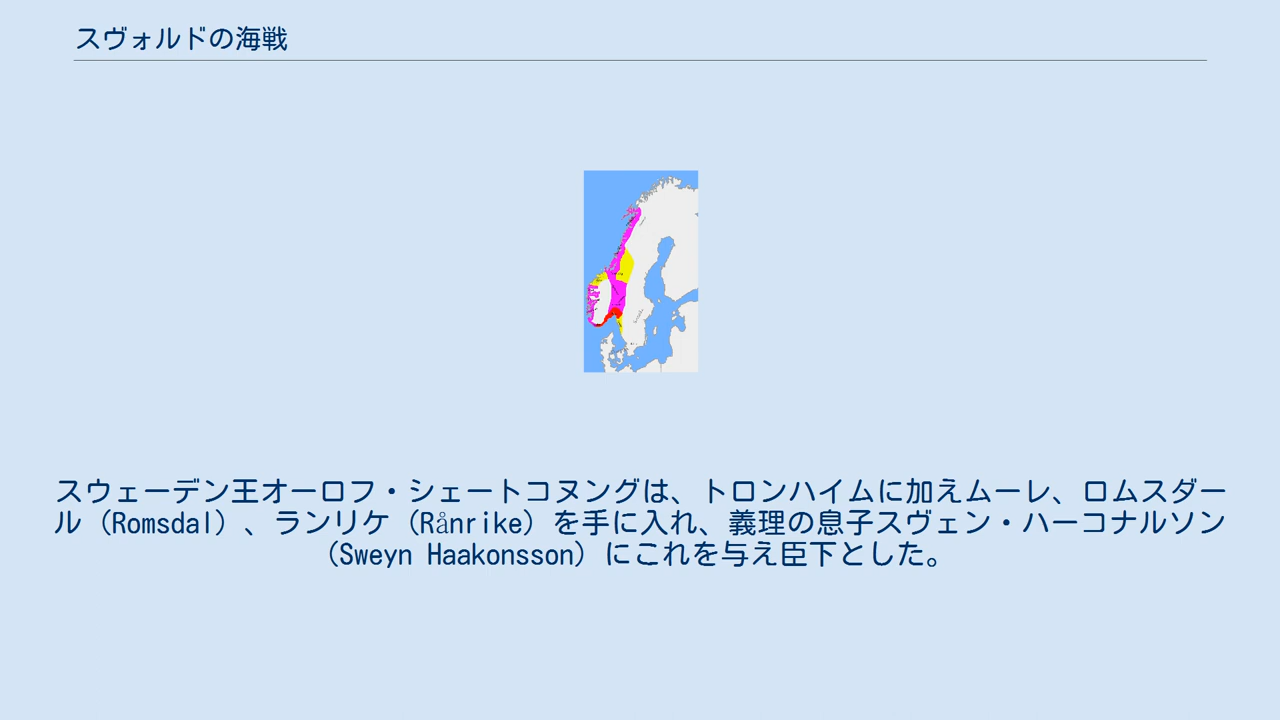 スヴォルドの海戦
スウェーデン王オーロフ・シェートコヌングは、トロンハイムに加えムーレ、ロムスダー
ル（Romsdal）、ランリケ（Rånrike）を手に入れ、義理の息子スヴェン・ハーコナルソン
（Sweyn Haakonsson）にこれを与え臣下とした。